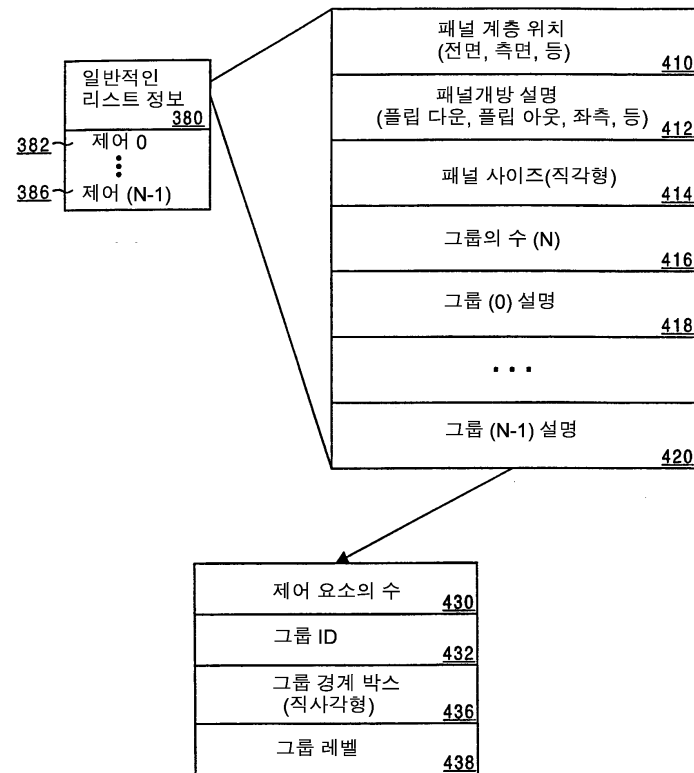 일반적인
리스트 정보
380
382
제어 0
386
제어 (N-1)
패널 계층 위치
(전면, 측면, 등)
410
패널개방 설명
(플립 다운, 플립 아웃, 좌측, 등)
412
패널 사이즈(직각형)
414
그룹의 수 (N)
416
그룹 (0) 설명
418
그룹 (N-1) 설명
420
제어 요소의 수
430
그룹 ID
432
그룹 경계 박스
(직사각형)
436
그룹 레벨
438